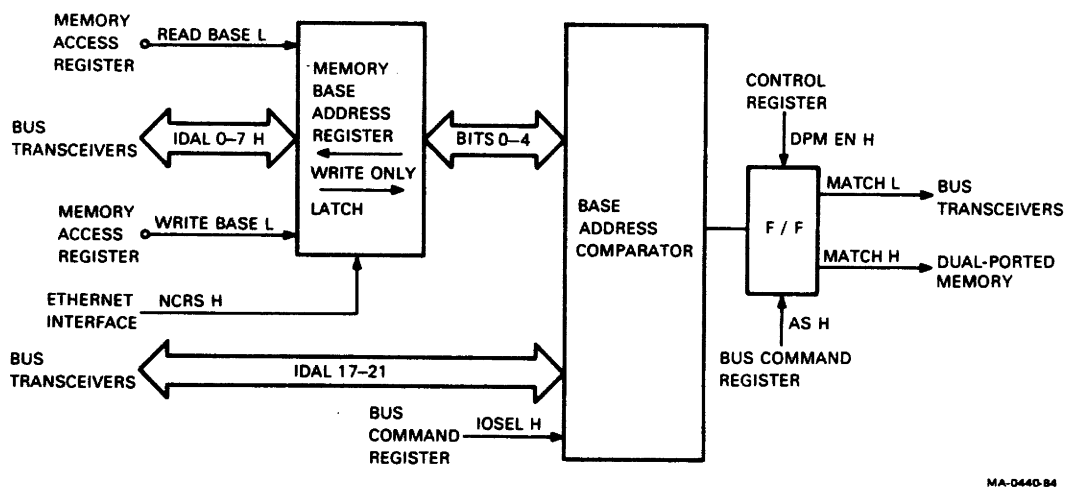 MEMORY
ACCESS
REGISTER
READ BASE L
BUS
TRANSCEIVERS
IDAL 0–7 H
MEMORY
ACCESS
REGISTER
WRITE BASE L
ETHERNET
INTERFACE
NCRS H
MEMORY
BASE
ADDRESS
REGISTER
WRITE ONLY
LATCH
BITS 0–4
BUS
TRANSCEIVERS
IDAL 17–21
BUS
COMMAND
REGISTER
IOSEL H
BASE
ADDRESS
COMPARATOR
CONTROL
REGISTER
DPM EN H
F / F
MATCH L
BUS
TRANSCEIVERS
MATCH H
DUAL-PORTED
MEMORY
AS H
BUS COMMAND
REGISTER
MA-0440-84